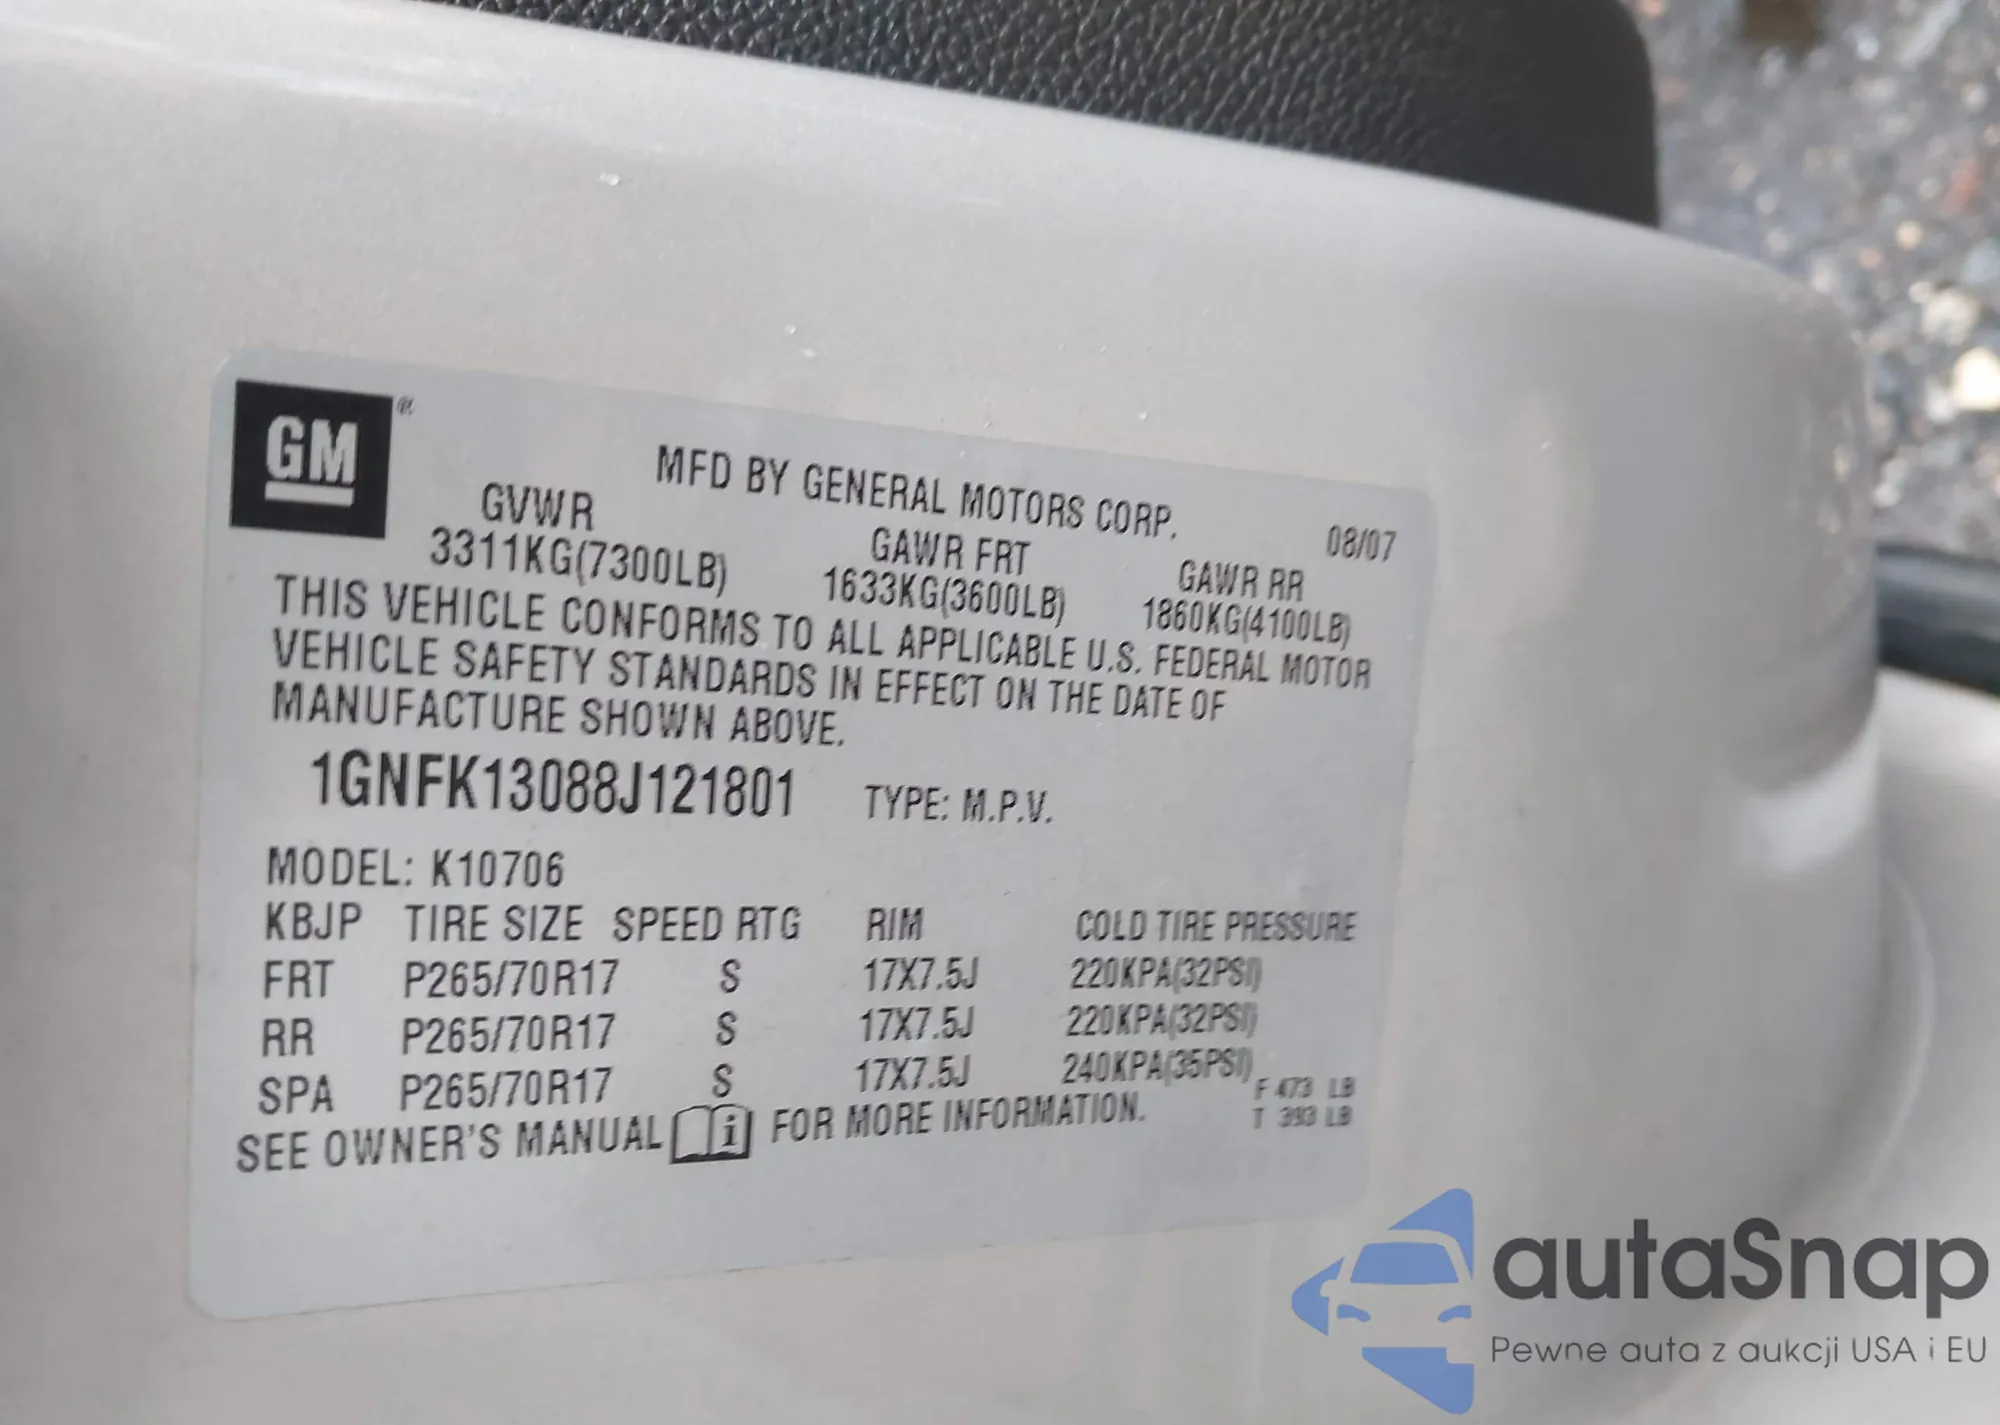 GM
MFD BY GENERAL MOTORS CORP.
08/07
GVWR GAWR FRT GAWR RR
3311KG(7300LB) 1633KG(3600LB) 1860KG(4100LB)
THIS VEHICLE CONFORMS TO ALL APPLICABLE U.S. FEDERAL MOTOR
VEHICLE SAFETY STANDARDS IN EFFECT ON THE DATE OF
MANUFACTURE SHOWN ABOVE.
1GNFK13088J121801 TYPE: M.P.V.
MODEL: K10706
KBJP TIRE SIZE SPEED RTG RIM COLD TIRE PRESSURE
FRT P265/70R17 S 17X7.5J 220KPA(32PSI)
RR P265/70R17 S 17X7.5J 220KPA(32PSI)
SPA P265/70R17 S 17X7.5J 240KPA(35PSI)
F 473 LB
T 393 LB
SEE OWNER'S MANUAL i FOR MORE INFORMATION.
autaSnap
Pewne auta z aukcji USA i EU